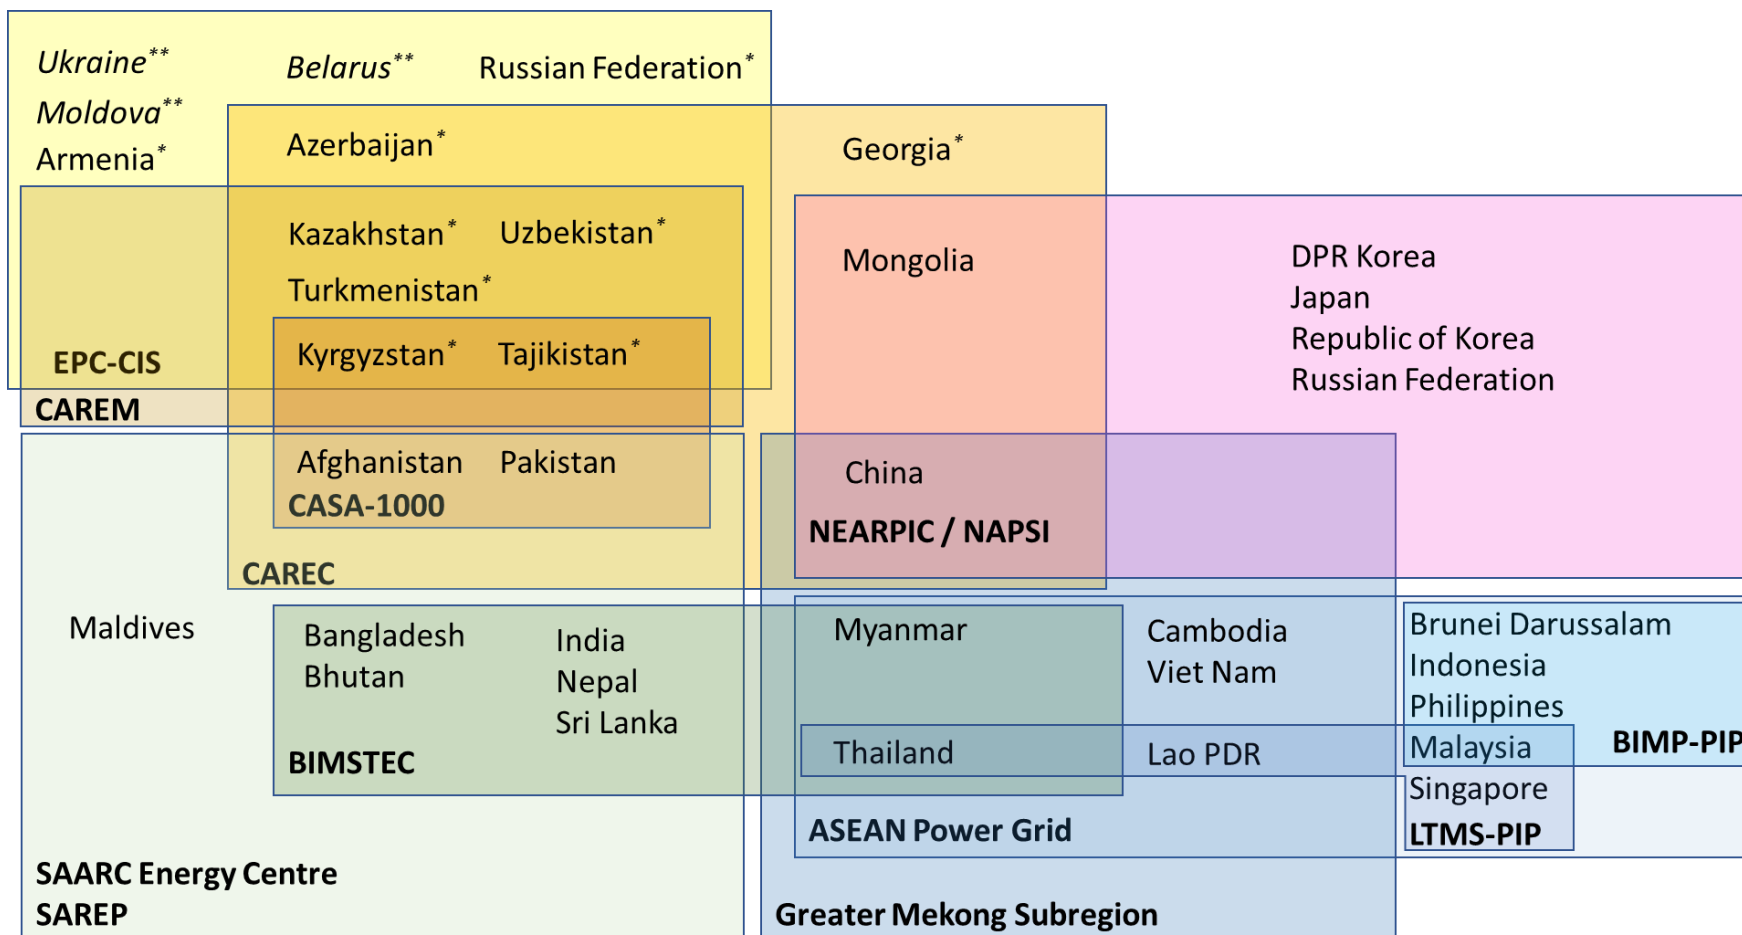 Ukraine**
Belarus**
Russian Federation*
Moldova**
Armenia*
Azerbaijan*
Georgia*
Kazakhstan*
Uzbekistan*
Turkmenistan*
Mongolia
DPR Korea
Japan
Republic of Korea
Russian Federation
EPC-CIS
Kyrgyzstan*
Tajikistan*
CAREM
Afghanistan
Pakistan
China
CASA-1000
NEARPIC / NAPSI
CAREC
Maldives
Bangladesh
Bhutan
India
Nepal
Sri Lanka
BIMSTEC
Myanmar
Cambodia
Viet Nam
Brunei Darussalam
Indonesia
Philippines
Malaysia
BIMP-PIP
Thailand
Lao PDR
Singapore
LTMS-PIP
ASEAN Power Grid
SAARC Energy Centre
SAREP
Greater Mekong Subregion